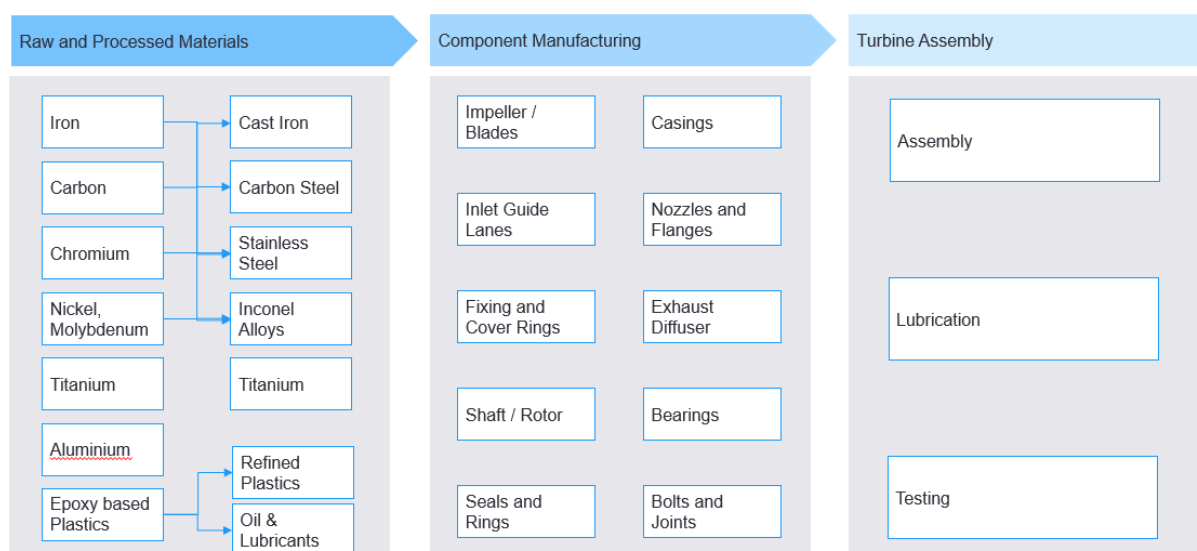 Raw and Processed Materials
Component Manufacturing
Turbine Assembly
Iron
Cast Iron
Carbon
Carbon Steel
Chromium
Stainless
Steel
Nickel,
Molybdenum
Inconel
Alloys
Titanium
Titanium
Aluminium
Epoxy based
Plastics
Refined
Plastics
Oil &
Lubricants
Impeller /
Blades
Casings
Inlet Guide
Lanes
Nozzles and
Flanges
Fixing and
Cover Rings
Exhaust
Diffuser
Shaft / Rotor
Bearings
Seals and
Rings
Bolts and
Joints
Assembly
Lubrication
Testing